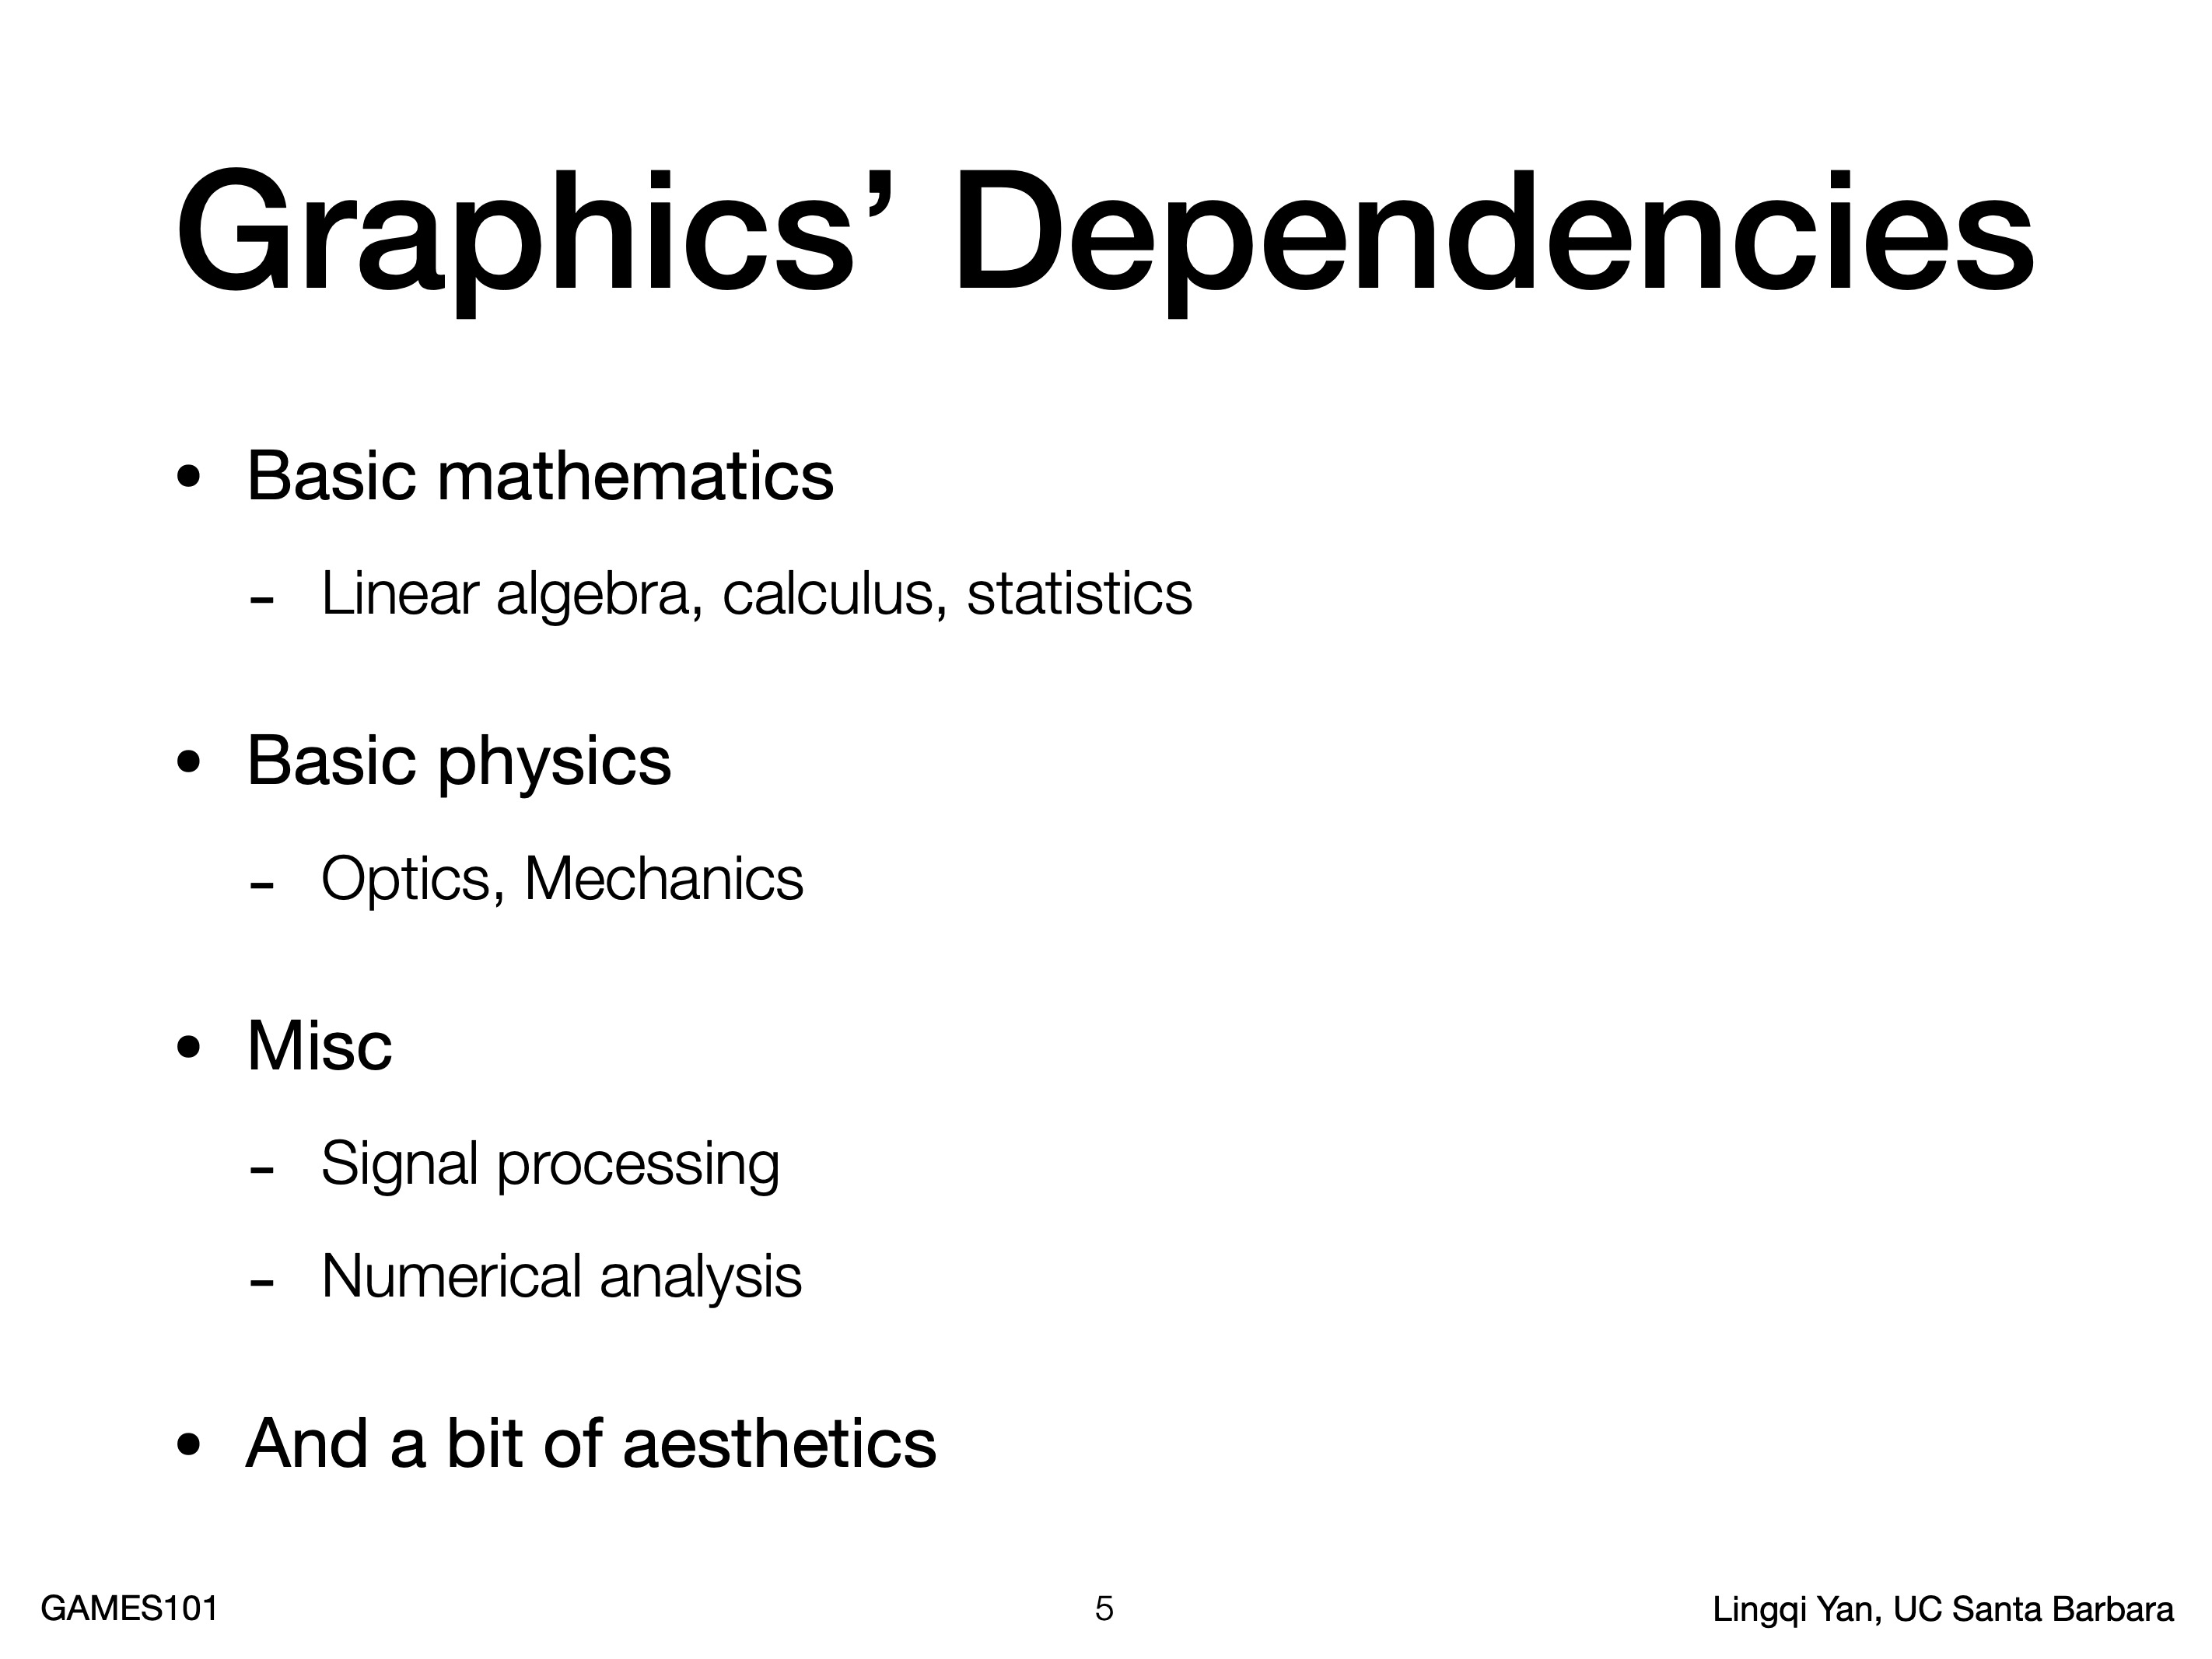 Graphics’ Dependencies
• Basic mathematics
- Linear algebra, calculus, statistics
• Basic physics
- Optics, Mechanics
• Misc
- Signal processing
- Numerical analysis
• And a bit of aesthetics
GAMES101
5
Lingqi Yan, UC Santa Barbara